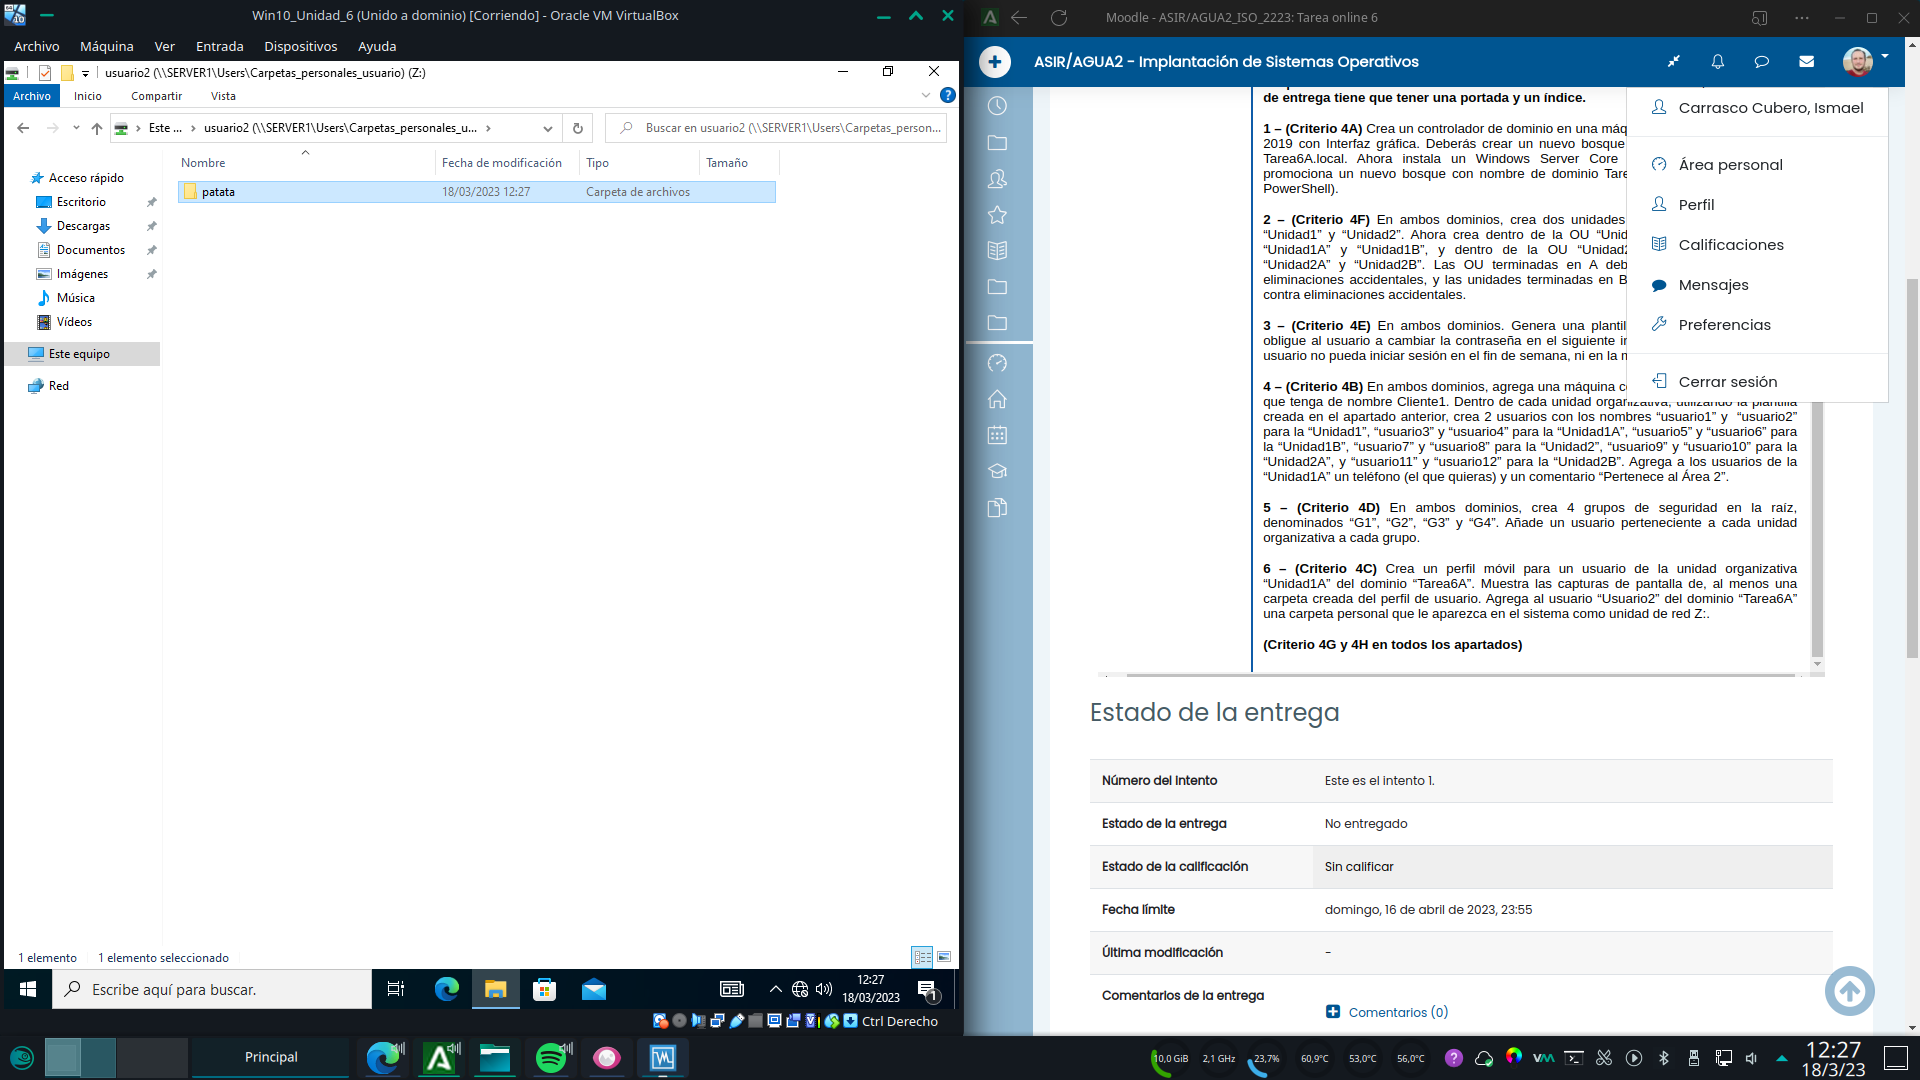 Win10_Unidad_6 (Unido a dominio) [Corriendo] - Oracle VM VirtualBox
Archivo Máquina Ver Entrada Dispositivos Ayuda
usuario2 (\\SERVER1\Users\Carpetas_personales_usuario) (Z:)
Archivo Inicio Compartir Vista
Este ... usuario2 (\\SERVER1\Users\Carpetas_personales_u...
Buscar en usuario2 (\\SERVER1\Users\Carpetas_person...
Nombre Fecha de modificación Tipo Tamaño
patata 18/03/2023 12:27 Carpeta de archivos
Acceso rápido
Escritorio
Descargas
Documentos
Imágenes
Música
Vídeos
Este equipo
Red
1 elemento 1 elemento seleccionado
Escribe aquí para buscar.
12:27
18/03/2023
1
Ctrl Derecho
Moodle - ASIR/AGUA2_ISO_2223: Tarea online 6
ASIR/AGUA2 - Implantación de Sistemas Operativos
de entrega tiene que tener una portada y un índice.
1 – (Criterio 4A) Crea un controlador de dominio en una máq
2019 con Interfaz gráfica. Deberás crear un nuevo bosque
Tarea6A.local. Ahora instala un Windows Server Core
promociona un nuevo bosque con nombre de dominio Tare
PowerShell).
2 – (Criterio 4F) En ambos dominios, crea dos unidades
“Unidad1” y “Unidad2”. Ahora crea dentro de la OU “Unid
“Unidad1A” y “Unidad1B”, y dentro de la OU “Unidad2
“Unidad2A” y “Unidad2B”. Las OU terminadas en A deb
eliminaciones accidentales, y las unidades terminadas en B
contra eliminaciones accidentales.
3 – (Criterio 4E) En ambos dominios. Genera una plantil
obligue al usuario a cambiar la contraseña en el siguiente in
usuario no pueda iniciar sesión en el fin de semana, ni en la m
4 – (Criterio 4B) En ambos dominios, agrega una máquina c
que tenga de nombre Cliente1. Dentro de cada unidad organizativa, utilizando la plantilla
creada en el apartado anterior, crea 2 usuarios con los nombres “usuario1” y “usuario2”
para la “Unidad1”, “usuario3” y “usuario4” para la “Unidad1A”, “usuario5” y “usuario6” para
la “Unidad1B”, “usuario7” y “usuario8” para la “Unidad2”, “usuario9” y “usuario10” para la
“Unidad2A”, y “usuario11” y “usuario12” para la “Unidad2B”. Agrega a los usuarios de la
“Unidad1A” un teléfono (el que quieras) y un comentario “Pertenece al Área 2”.
5 – (Criterio 4D) En ambos dominios, crea 4 grupos de seguridad en la raíz,
denominados “G1”, “G2”, “G3” y “G4”. Añade un usuario perteneciente a cada unidad
organizativa a cada grupo.
6 – (Criterio 4C) Crea un perfil móvil para un usuario de la unidad organizativa
“Unidad1A” del dominio “Tarea6A”. Muestra las capturas de pantalla de, al menos una
carpeta creada del perfil de usuario. Agrega al usuario “Usuario2” del dominio “Tarea6A”
una carpeta personal que le aparezca en el sistema como unidad de red Z:.
(Criterio 4G y 4H en todos los apartados)
Carrasco Cubero, Ismael
Área personal
Perfil
Calificaciones
Mensajes
Preferencias
Cerrar sesión
Estado de la entrega
Número del intento Este es el intento 1.
Estado de la entrega No entregado
Estado de la calificación Sin calificar
Fecha límite domingo, 16 de abril de 2023, 23:55
Última modificación -
Comentarios de la entrega
Comentarios (0)
Principal
10,0 GiB 2,1 GHz 23,7% 60,9°C 53,0°C 56,0°C
12:27
18/3/23